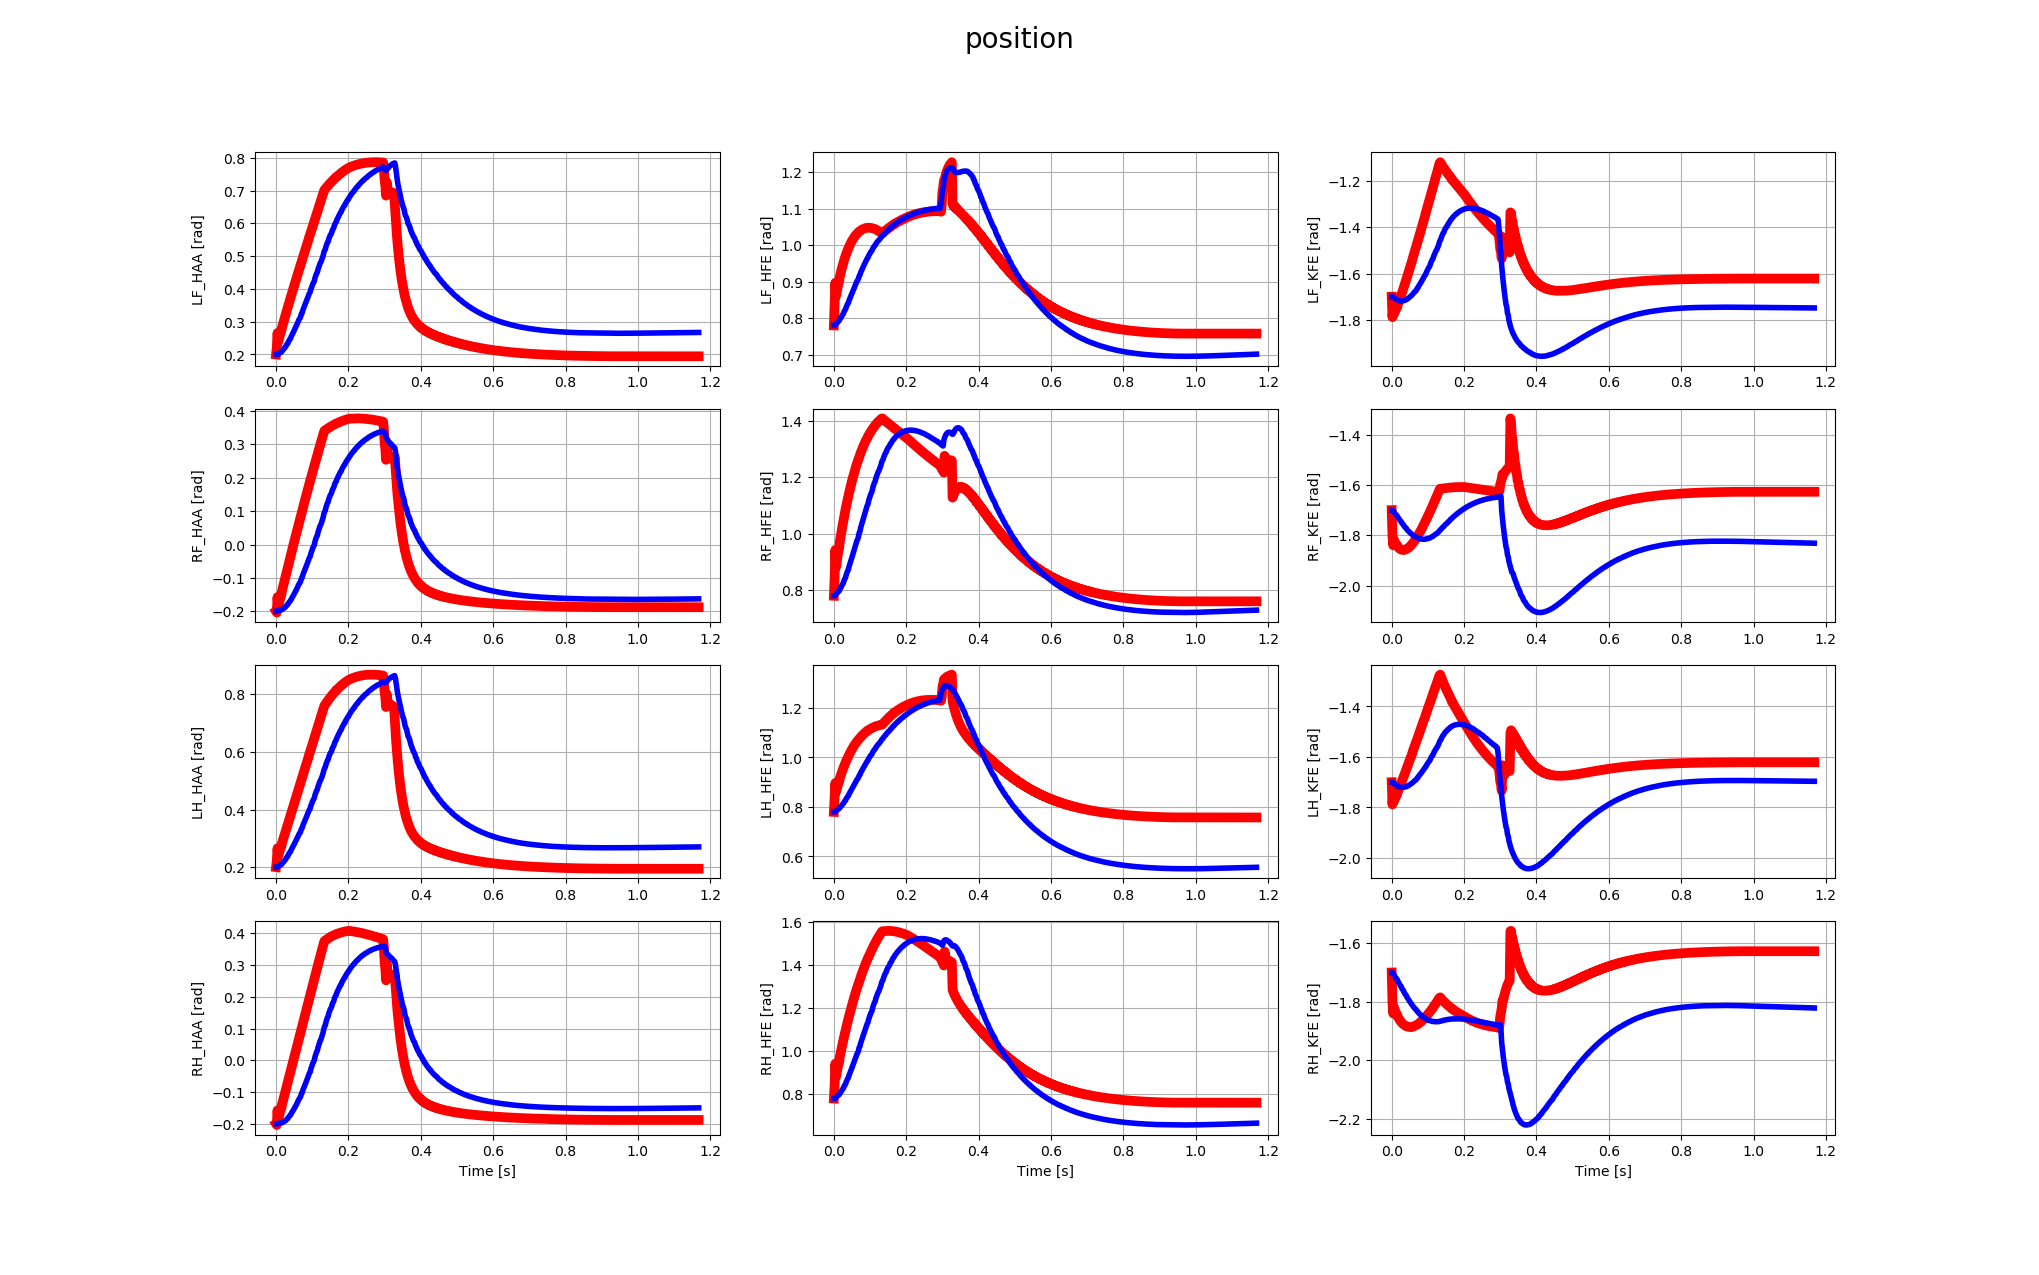 position
LF_HAA [rad]
0.8
0.7
0.6
0.5
0.4
0.3
0.2
0.0 0.2 0.4 0.6 0.8 1.0 1.2
LF_HFE [rad]
1.2
1.1
1.0
0.9
0.8
0.7
0.0 0.2 0.4 0.6 0.8 1.0 1.2
LF_KFE [rad]
−1.2
−1.4
−1.6
−1.8
0.0 0.2 0.4 0.6 0.8 1.0 1.2
RF_HAA [rad]
0.4
0.3
0.2
0.1
0.0
−0.1
−0.2
0.0 0.2 0.4 0.6 0.8 1.0 1.2
RF_HFE [rad]
1.4
1.2
1.0
0.8
0.0 0.2 0.4 0.6 0.8 1.0 1.2
RF_KFE [rad]
−1.4
−1.6
−1.8
−2.0
0.0 0.2 0.4 0.6 0.8 1.0 1.2
LH_HAA [rad]
0.8
0.6
0.4
0.2
0.0 0.2 0.4 0.6 0.8 1.0 1.2
LH_HFE [rad]
1.2
1.0
0.8
0.6
0.0 0.2 0.4 0.6 0.8 1.0 1.2
LH_KFE [rad]
−1.4
−1.6
−1.8
−2.0
0.0 0.2 0.4 0.6 0.8 1.0 1.2
RH_HAA [rad]
0.4
0.3
0.2
0.1
0.0
−0.1
−0.2
0.0 0.2 0.4 0.6 0.8 1.0 1.2
Time [s]
RH_HFE [rad]
1.6
1.4
1.2
1.0
0.8
0.0 0.2 0.4 0.6 0.8 1.0 1.2
Time [s]
RH_KFE [rad]
−1.6
−1.8
−2.0
−2.2
0.0 0.2 0.4 0.6 0.8 1.0 1.2
Time [s]